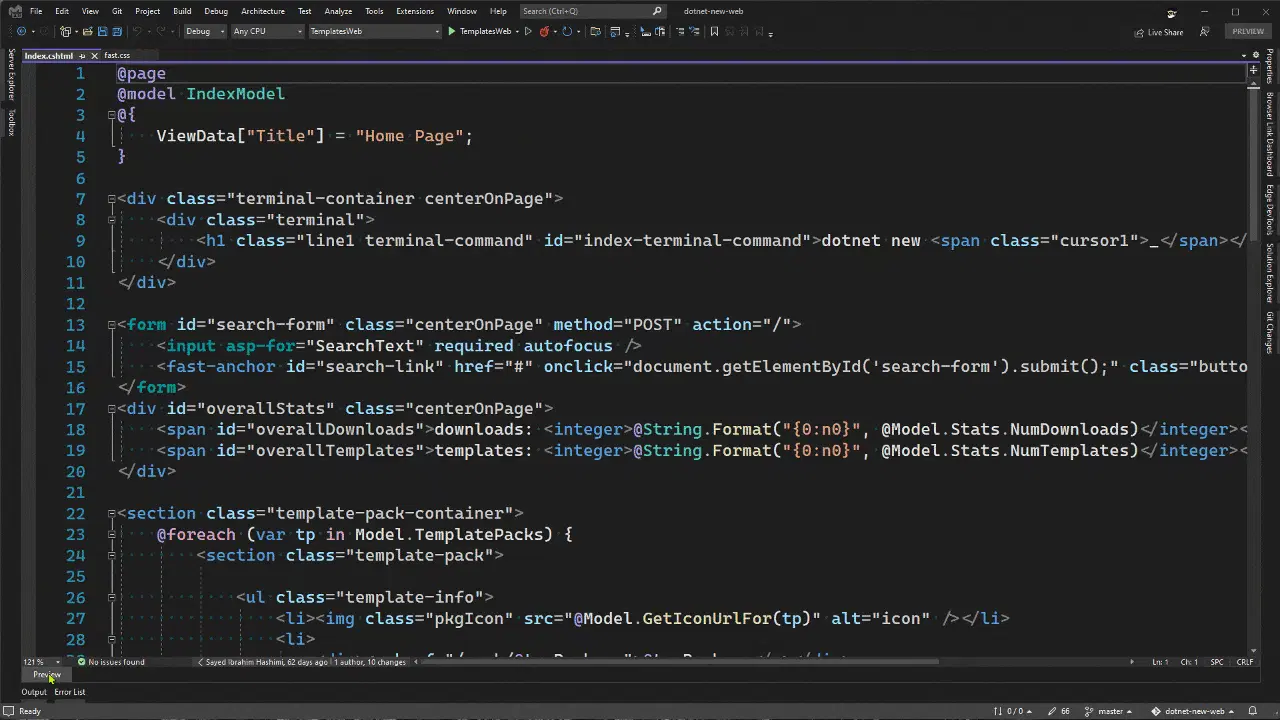 File Edit View Git Project Build Debug Architecture Test Analyze Tools Extensions Window Help Search (Ctrl+Q) dotnet-new-web
Debug Any CPU TemplatesWeb TemplatesWeb Live Share PREVIEW
Index.cshtml fast.css
Server Explorer
Toolbox
1 @page
2 @model IndexModel
3 @{
4 ViewData["Title"] = "Home Page";
5 }
6
7 <div class="terminal-container centerOnPage">
8 <div class="terminal">
9 <h1 class="line1 terminal-command" id="index-terminal-command">dotnet new <span class="cursor1">_</span></
10 </div>
11 </div>
12
13 <form id="search-form" class="centerOnPage" method="POST" action="/">
14 <input asp-for="SearchText" required autofocus />
15 <fast-anchor id="search-link" href="#" onclick="document.getElementById('search-form').submit();" class="butto
16 </form>
17 <div id="overallStats" class="centerOnPage">
18 <span id="overallDownloads">downloads: <integer>@String.Format("{0:n0}", @Model.Stats.NumDownloads)</integer><
19 <span id="overallTemplates">templates: <integer>@String.Format("{0:n0}", @Model.Stats.NumTemplates)</integer><
20 </div>
21
22 <section class="template-pack-container">
23 @foreach (var tp in Model.TemplatePacks) {
24 <section class="template-pack">
25
26 <ul class="template-info">
27 <li><img class="pkgIcon" src="@Model.GetIconUrlFor(tp)" alt="icon" /></li>
28 <li>
Properties
Browser Link Dashboard
Edge DevTools
Solution Explorer
Git Changes
121 % No issues found Sayed Ibrahim Hashimi, 62 days ago | 1 author, 10 changes Ln: 1 Ch: 1 SPC CRLF
Preview
Output Error List
Ready 0 / 0 66 master dotnet-new-web